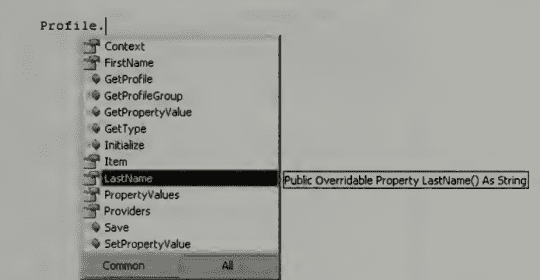 Profile.
Context
FirstName
GetProfile
GetProfileGroup
GetPropertyValue
GetType
Initialize
Item
LastName
Public Overridable Property LastName() As String
PropertyValues
Providers
Save
SetPropertyValue
Common All